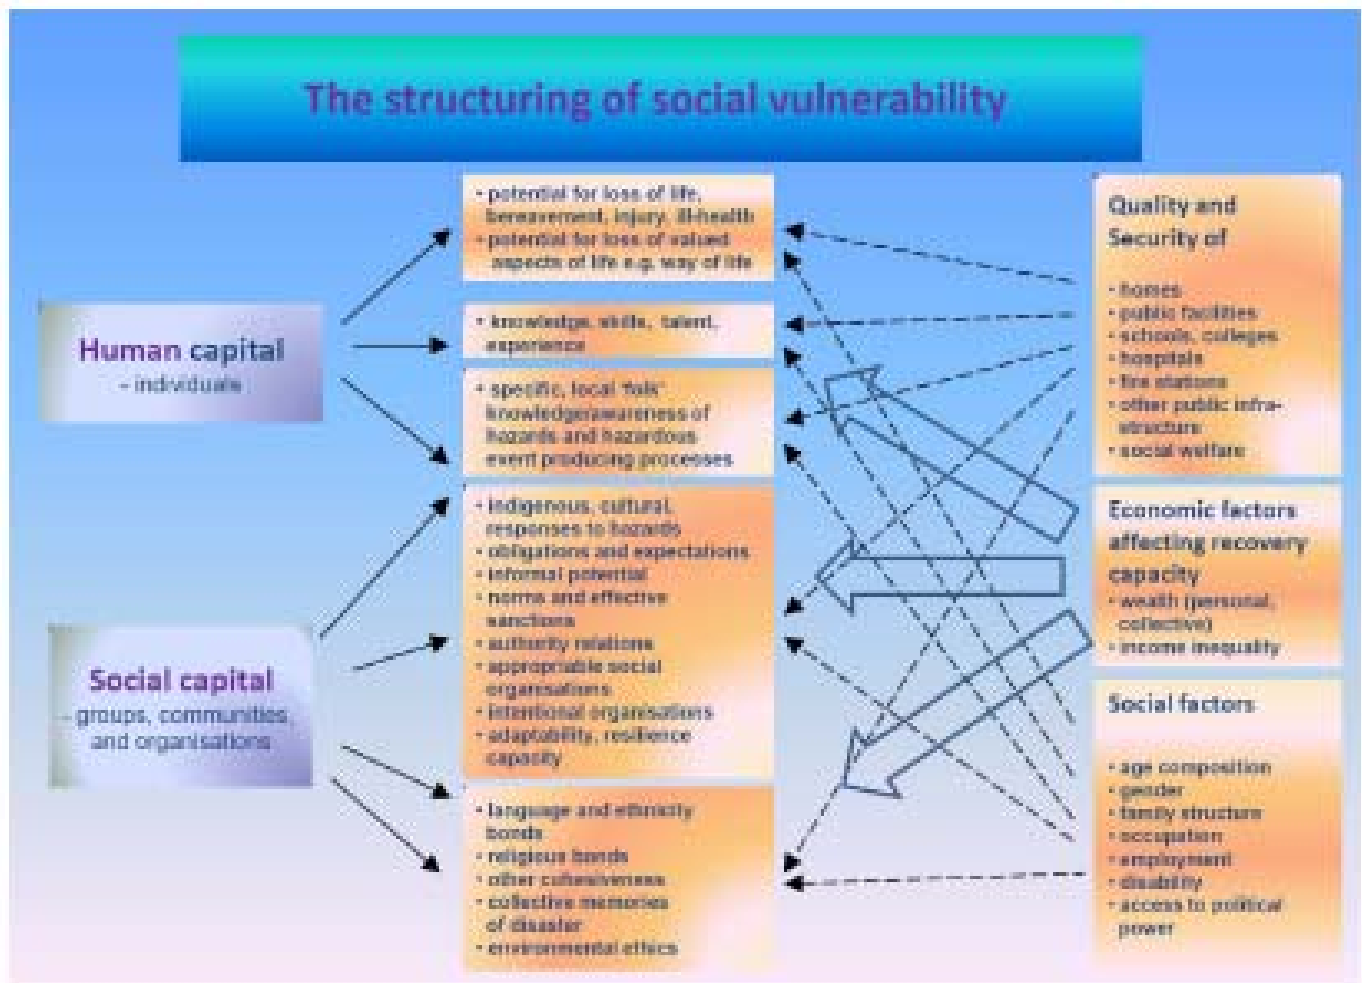 The structuring of social vulnerability
Human capital
– individuals
Social capital
– groups, communities,
and organisations
• potential for loss of life,
bereavement, injury, ill-health
• potential for loss of valued
aspects of life e.g. way of life
• knowledge, skills, talent,
experience
• specific, local 'folk'
knowledge/awareness of
hazards and hazardous
event producing processes
• indigenous, cultural,
responses to hazards
• obligations and expectations
• informal potential
• norms and effective
sanctions
• authority relations
• appropriable social
organisations
• intentional organisations
• adaptability, resilience
capacity
• language and ethnicity
bonds
• religious bonds
• other cohesiveness
• collective memories
of disaster
• environmental ethics
Quality and
Security of
• homes
• public facilities
• schools, colleges
• hospitals
• fire stations
• other public infra-
structure
• social welfare
Economic factors
affecting recovery
capacity
• wealth (personal,
collective)
• income inequality
Social factors
• age composition
• gender
• family structure
• occupation
• employment
• disability
• access to political
power